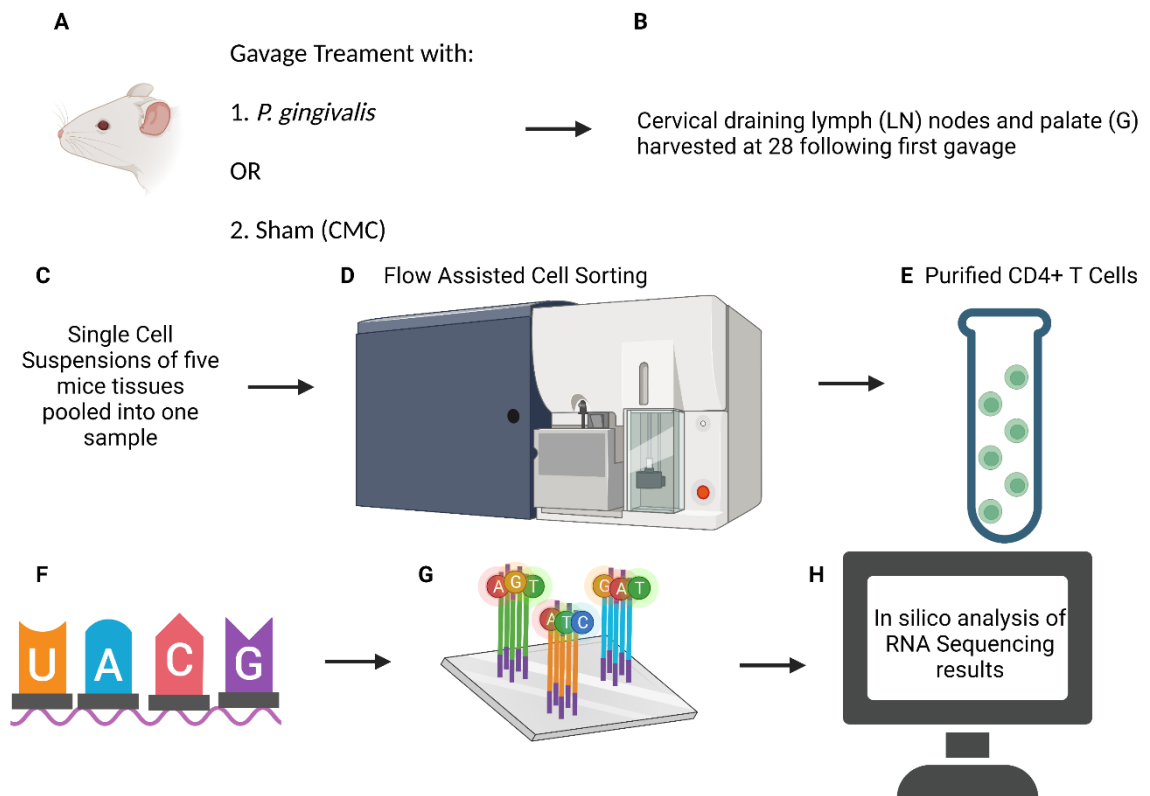 A
Gavage Treament with:
1. P. gingivalis
OR
2. Sham (CMC)
B
Cervical draining lymph (LN) nodes and palate (G)
harvested at 28 following first gavage
C
Single Cell
Suspensions of five
mice tissues
pooled into one
sample
D Flow Assisted Cell Sorting
E Purified CD4+ T Cells
F
U A C G
G
A G T
A T C
G A T
H
In silico analysis of
RNA Sequencing
results